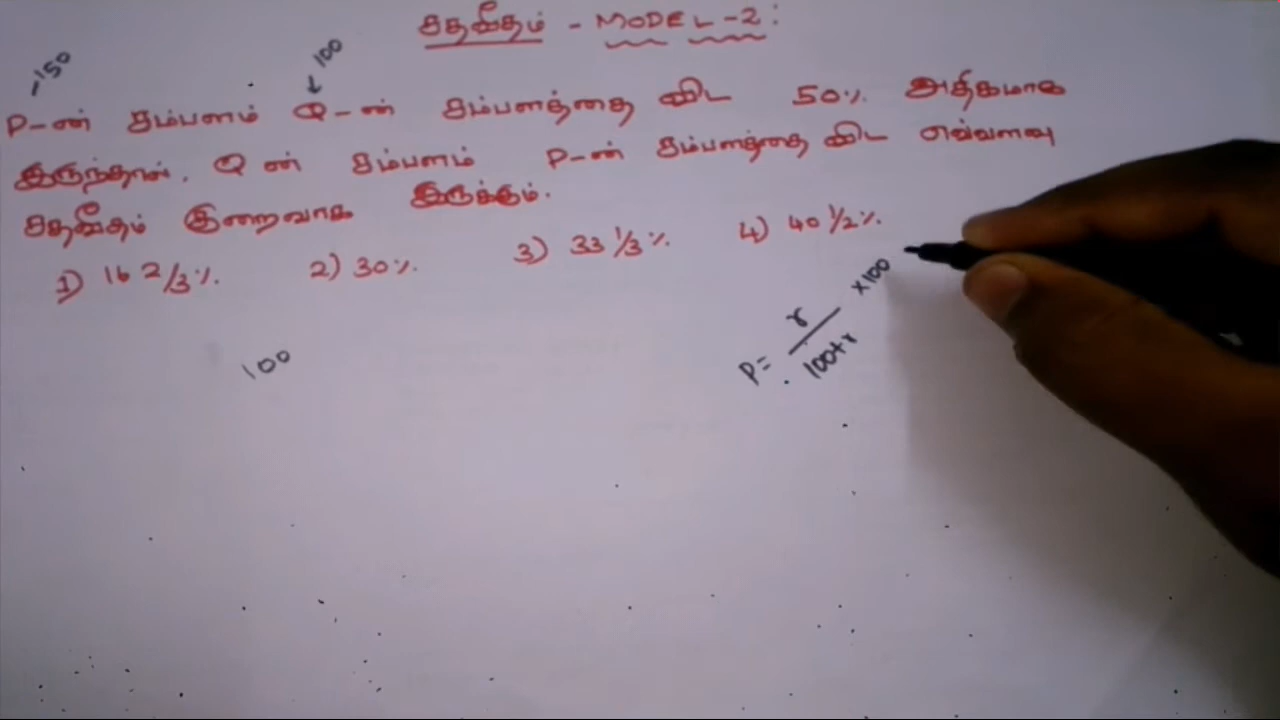 சதவீதம் - MODEL-2:
-150
100
P-ன் சம்பளம் Q-ன் சம்பளத்தை விட 50% அதிகமாக
இருந்தால். Q ன் சம்பளம் P-ன் சம்பளத்தை விட எவ்வளவு
சதவீதம் குறைவாக இருக்கும்.
1) 16 2/3% 2) 30% 3) 33 1/3% 4) 40 1/2%
100
P= r/100+r ×100